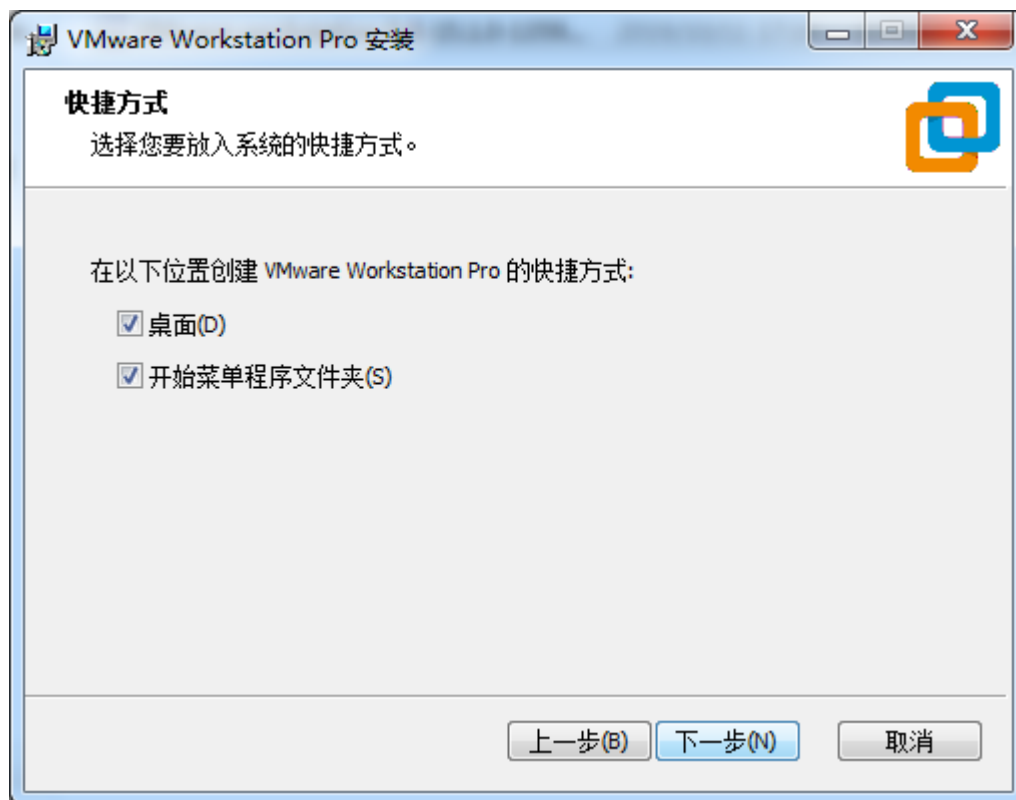 VMware Workstation Pro 安装
快捷方式
选择您要放入系统的快捷方式。
在以下位置创建 VMware Workstation Pro 的快捷方式:
桌面(D)
开始菜单程序文件夹(S)
上一步(B) 下一步(N) 取消